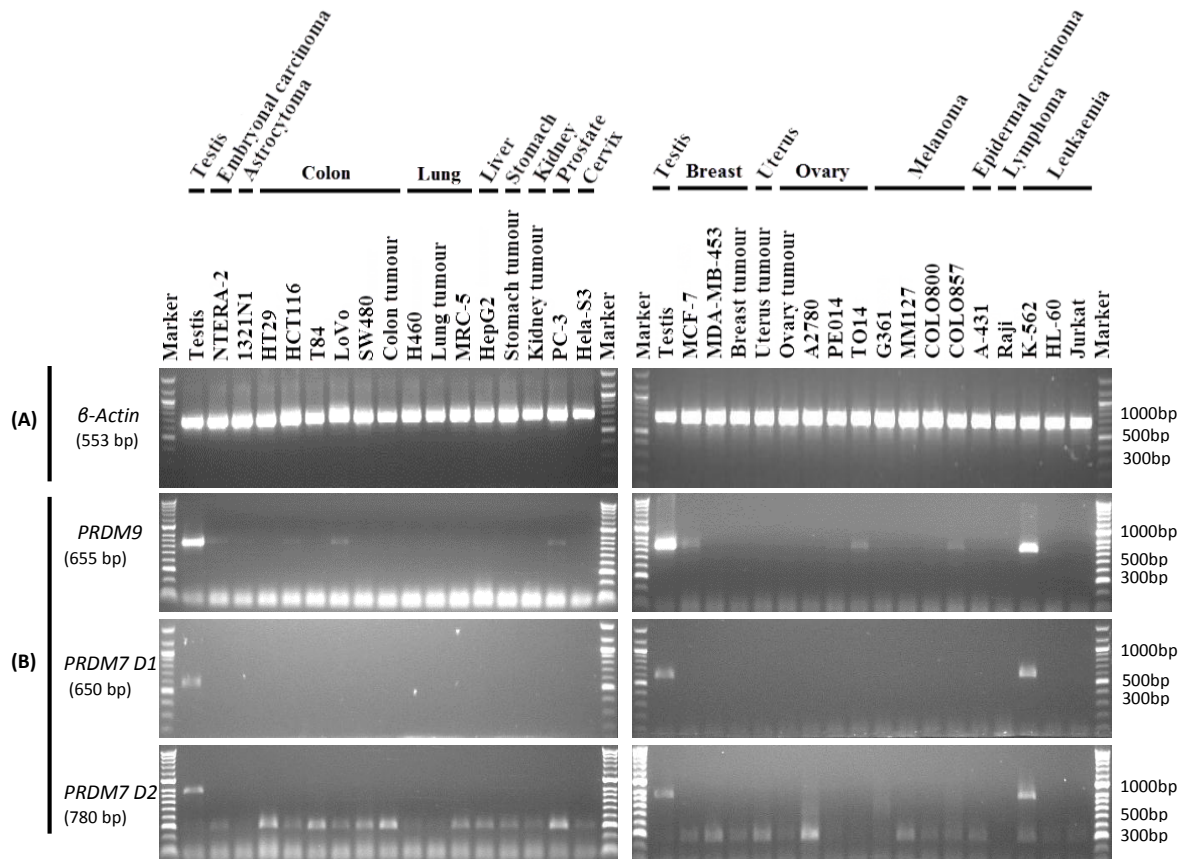 Testis
Embryonal carcinoma
Astrocytoma
Colon
Lung
Liver
Stomach
Kidney
Prostate
Cervix
Testis
Breast
Uterus
Ovary
Melanoma
Epidermal carcinoma
Lymphoma
Leukaemia
Marker
Testis
NTERA-2
1321N1
HT29
HCT116
T84
LoVo
SW480
Colon tumour
H460
Lung tumour
MRC-5
HepG2
Stomach tumour
Kidney tumour
PC-3
Hela-S3
Marker
Marker
Testis
MCF-7
MDA-MB-453
Breast tumour
Uterus tumour
Ovary tumour
A2780
PE014
TO14
G361
MM127
COLO800
COLO857
A-431
Raji
K-562
HL-60
Jurkat
Marker
(A)
β-Actin
(553 bp)
1000bp
500bp
300bp
(B)
PRDM9
(655 bp)
1000bp
500bp
300bp
PRDM7 D1
(650 bp)
1000bp
500bp
300bp
PRDM7 D2
(780 bp)
1000bp
500bp
300bp